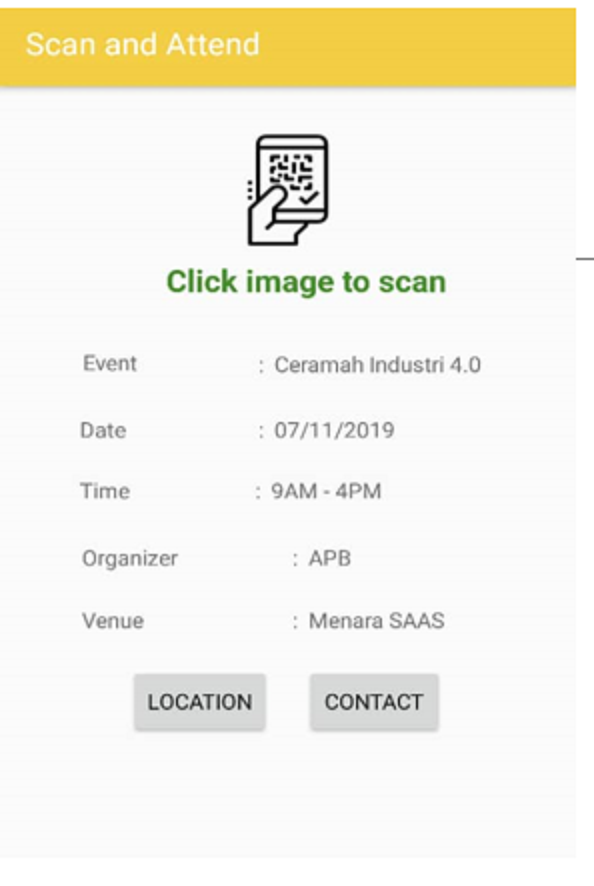 Scan and Attend
Click image to scan
Event : Ceramah Industri 4.0
Date : 07/11/2019
Time : 9AM - 4PM
Organizer : APB
Venue : Menara SAAS
LOCATION CONTACT